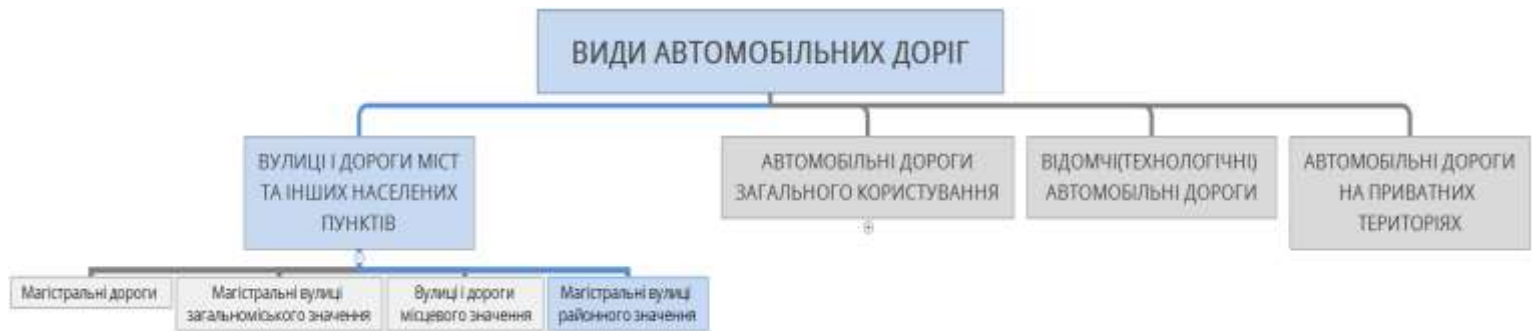 ВИДИ АВТОМОБІЛЬНИХ ДОРІГ
ВУЛИЦІ І ДОРОГИ МІСТ
ТА ІНШИХ НАСЕЛЕНИХ
ПУНКТІВ
АВТОМОБІЛЬНІ ДОРОГИ
ЗАГАЛЬНОГО КОРИСТУВАННЯ
ВІДОМЧІ(ТЕХНОЛОГІЧНІ)
АВТОМОБІЛЬНІ ДОРОГИ
АВТОМОБІЛЬНІ ДОРОГИ
НА ПРИВАТНИХ
ТЕРИТОРІЯХ
Магістральні дороги
Магістральні вулиці
загальноміського значення
Вулиці і дороги
місцевого значення
Магістральні вулиці
районного значення